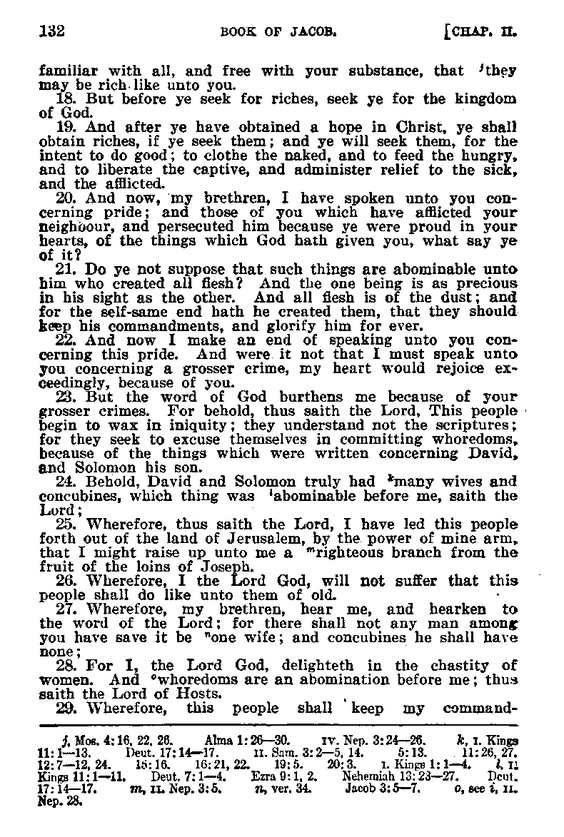 132 BOOK OF JACOB. [CHAP. II.
familiar with all, and free with your substance, that ʲthey
may be rich like unto you.
18. But before ye seek for riches, seek ye for the kingdom
of God.
19. And after ye have obtained a hope in Christ, ye shall
obtain riches, if ye seek them; and ye will seek them, for the
intent to do good; to clothe the naked, and to feed the hungry,
and to liberate the captive, and administer relief to the sick,
and the afflicted.
20. And now, my brethren, I have spoken unto you con-
cerning pride; and those of you which have afflicted your
neighbour, and persecuted him because ye were proud in your
hearts, of the things which God hath given you, what say ye
of it?
21. Do ye not suppose that such things are abominable unto
him who created all flesh? And the one being is as precious
in his sight as the other. And all flesh is of the dust; and
for the self-same end hath he created them, that they should
keep his commandments, and glorify him for ever.
22. And now I make an end of speaking unto you con-
cerning this pride. And were it not that I must speak unto
you concerning a grosser crime, my heart would rejoice ex-
ceedingly, because of you.
23. But the word of God burthens me because of your
grosser crimes. For behold, thus saith the Lord, This people
begin to wax in iniquity; they understand not the scriptures;
for they seek to excuse themselves in committing whoredoms,
because of the things which were written concerning David,
and Solomon his son.
24. Behold, David and Solomon truly had ᵏmany wives and
concubines, which thing was ˡabominable before me, saith the
Lord;
25. Wherefore, thus saith the Lord, I have led this people
forth out of the land of Jerusalem, by the power of mine arm,
that I might raise up unto me a ᵐrighteous branch from the
fruit of the loins of Joseph.
26. Wherefore, I the Lord God, will not suffer that this
people shall do like unto them of old.
27. Wherefore, my brethren, hear me, and hearken to
the word of the Lord; for there shall not any man among
you have save it be ⁿone wife; and concubines he shall have
none;
28. For I, the Lord God, delighteth in the chastity of
women. And ᵒwhoredoms are an abomination before me; thus
saith the Lord of Hosts.
29. Wherefore, this people shall keep my command-
j, Mos. 4:16, 22, 26. Alma 1:26—30. IV. Nep. 3:24—26. k, I. Kings
11:1—13. Deut. 17:14—17. II. Sam. 3:2—5, 14. 5:13. 11:26, 27.
12:7—12, 24. 15:16. 16:21, 22. 19:5. 20:3. I. Kings 1:1—4. l, II
Kings 11:1—11. Deut. 7:1—4. Ezra 9:1, 2. Nehemiah 13:23—27. Deut.
17:14—17. m, II. Nep. 3:5. n, ver. 34. Jacob 3:5—7. o, see i, II.
Nep. 28.